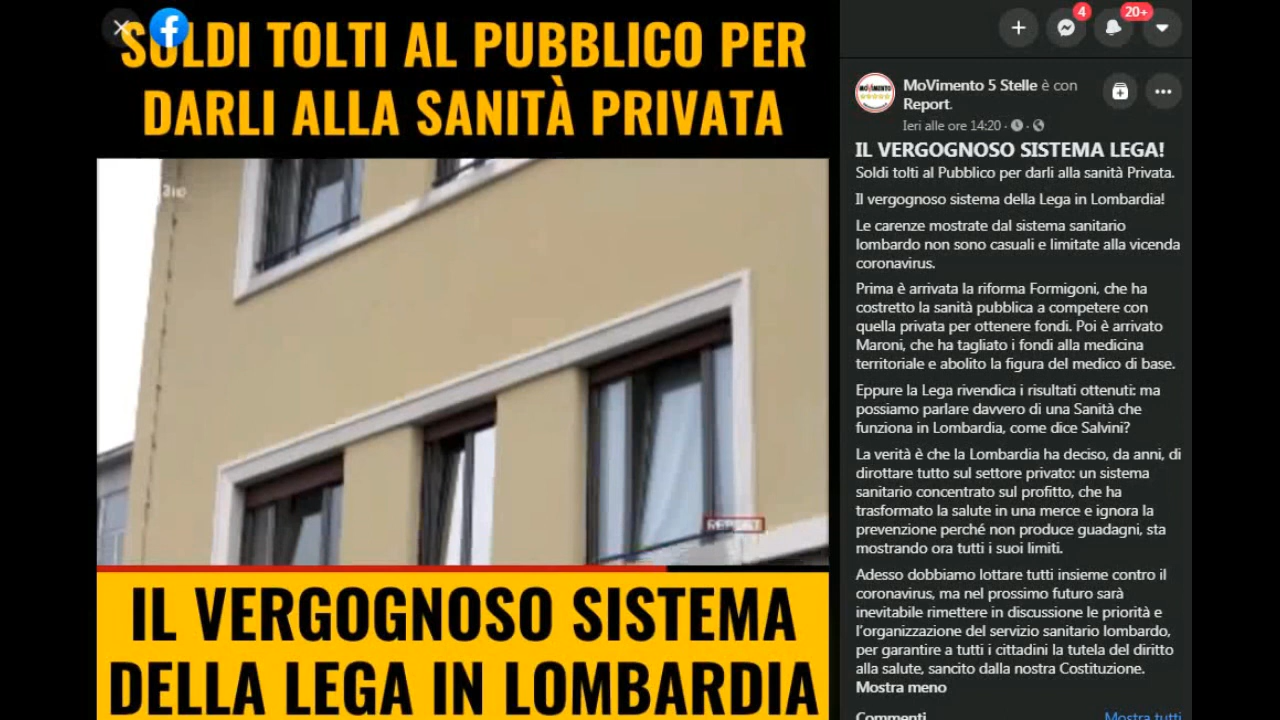 SOLDI TOLTI AL PUBBLICO PER
DARLI ALLA SANITÀ PRIVATA
REPORT
IL VERGOGNOSO SISTEMA
DELLA LEGA IN LOMBARDIA
4
20+
MoVimento 5 Stelle è con
Report.
Ieri alle ore 14:20
IL VERGOGNOSO SISTEMA LEGA!
Soldi tolti al Pubblico per darli alla sanità Privata.
Il vergognoso sistema della Lega in Lombardia!
Le carenze mostrate dal sistema sanitario
lombardo non sono casuali e limitate alla vicenda
coronavirus.
Prima è arrivata la riforma Formigoni, che ha
costretto la sanità pubblica a competere con
quella privata per ottenere fondi. Poi è arrivato
Maroni, che ha tagliato i fondi alla medicina
territoriale e abolito la figura del medico di base.
Eppure la Lega rivendica i risultati ottenuti: ma
possiamo parlare davvero di una Sanità che
funziona in Lombardia, come dice Salvini?
La verità è che la Lombardia ha deciso, da anni, di
dirottare tutto sul settore privato: un sistema
sanitario concentrato sul profitto, che ha
trasformato la salute in una merce e ignora la
prevenzione perché non produce guadagni, sta
mostrando ora tutti i suoi limiti.
Adesso dobbiamo lottare tutti insieme contro il
coronavirus, ma nel prossimo futuro sarà
inevitabile rimettere in discussione le priorità e
l'organizzazione del servizio sanitario lombardo,
per garantire a tutti i cittadini la tutela del diritto
alla salute, sancito dalla nostra Costituzione.
Mostra meno
Commenti
Mostra tutti